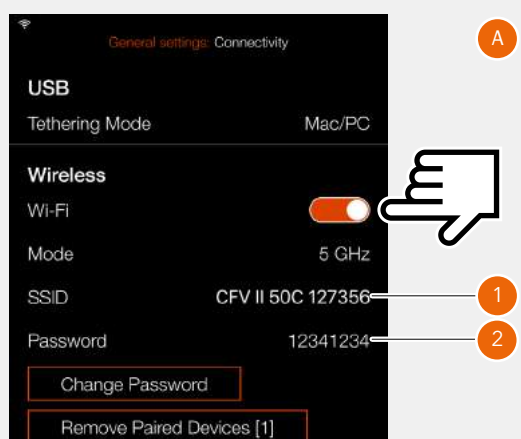 A
General settings: Connectivity
USB
Tethering Mode Mac/PC
Wireless
Wi-Fi
Mode 5 GHz
SSID CFV II 50C 127356 1
Password 12341234 2
Change Password
Remove Paired Devices [1]